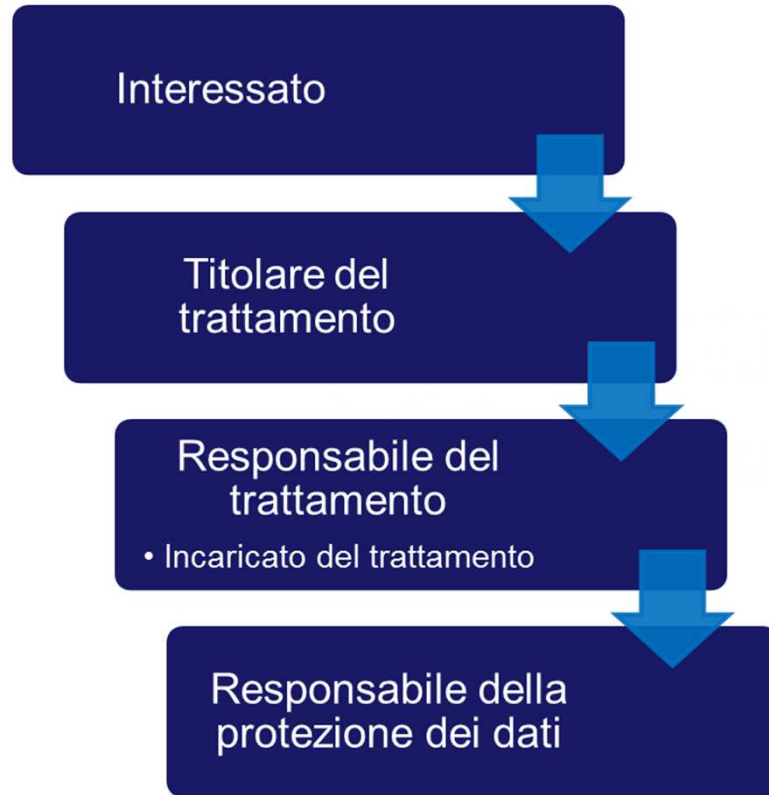 Interessato
Titolare del
trattamento
Responsabile del
trattamento
• Incaricato del trattamento
Responsabile della
protezione dei dati